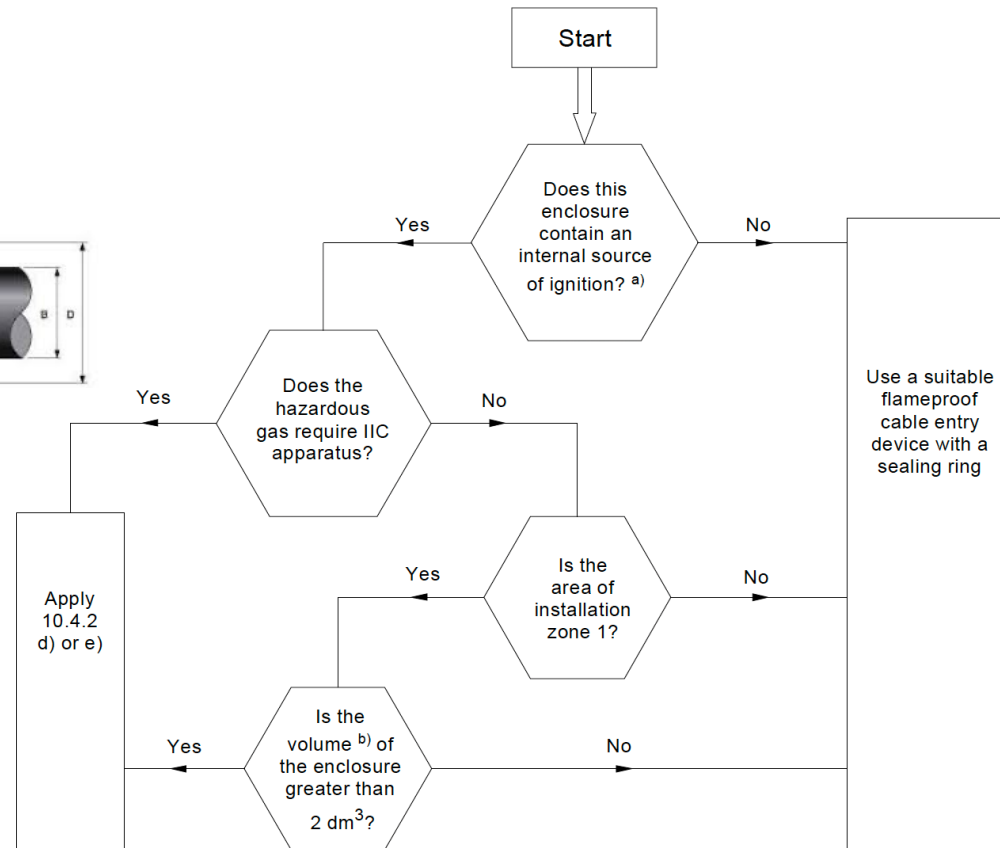 Start
Does this
enclosure
contain an
internal source
of ignition? a)
Yes
No
B
D
Does the
hazardous
gas require IIC
apparatus?
Yes
No
Use a suitable
flameproof
cable entry
device with a
sealing ring
Is the
area of
installation
zone 1?
Yes
No
Apply
10.4.2
d) or e)
Is the
volume b) of
the enclosure
greater than
2 dm³?
Yes
No